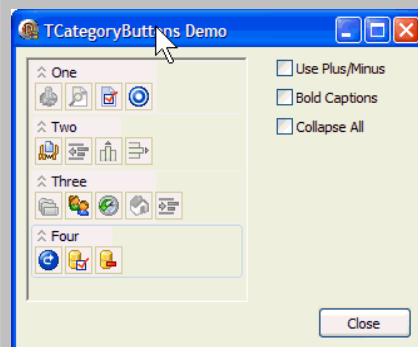 TCategoryButtons Demo
One
Two
Three
Four
Use Plus/Minus
Bold Captions
Collapse All
Close